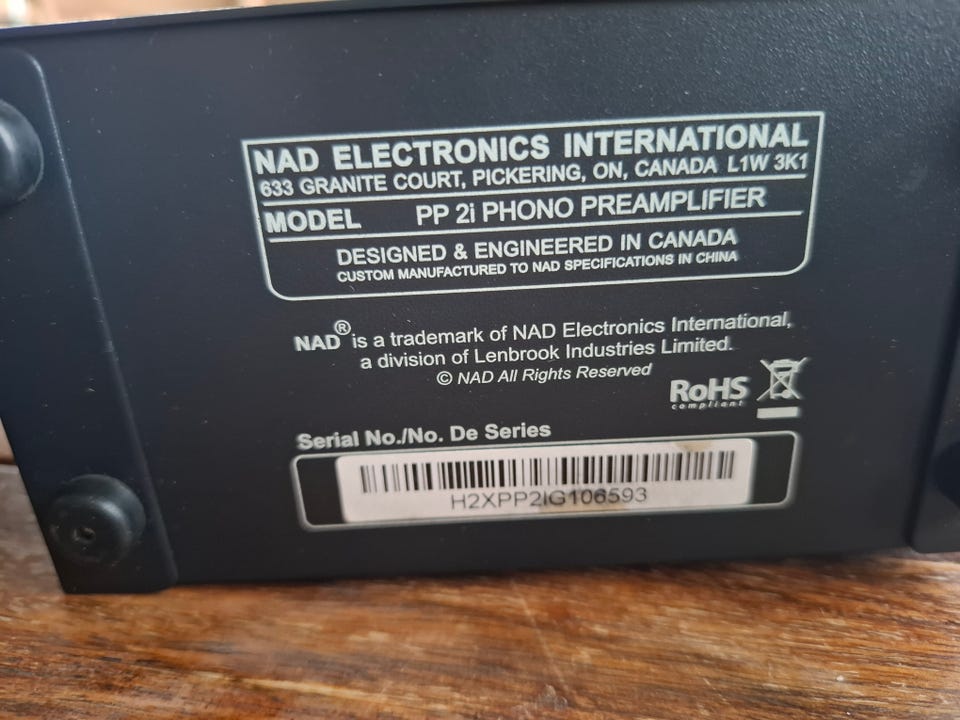 NAD ELECTRONICS INTERNATIONAL
633 GRANITE COURT, PICKERING, ON, CANADA L1W 3K1
MODEL PP 2i PHONO PREAMPLIFIER
DESIGNED & ENGINEERED IN CANADA
CUSTOM MANUFACTURED TO NAD SPECIFICATIONS IN CHINA
NAD® is a trademark of NAD Electronics International,
a division of Lenbrook Industries Limited.
© NAD All Rights Reserved
RoHS
compliant
Serial No./No. De Series
H2XPP2IG106593